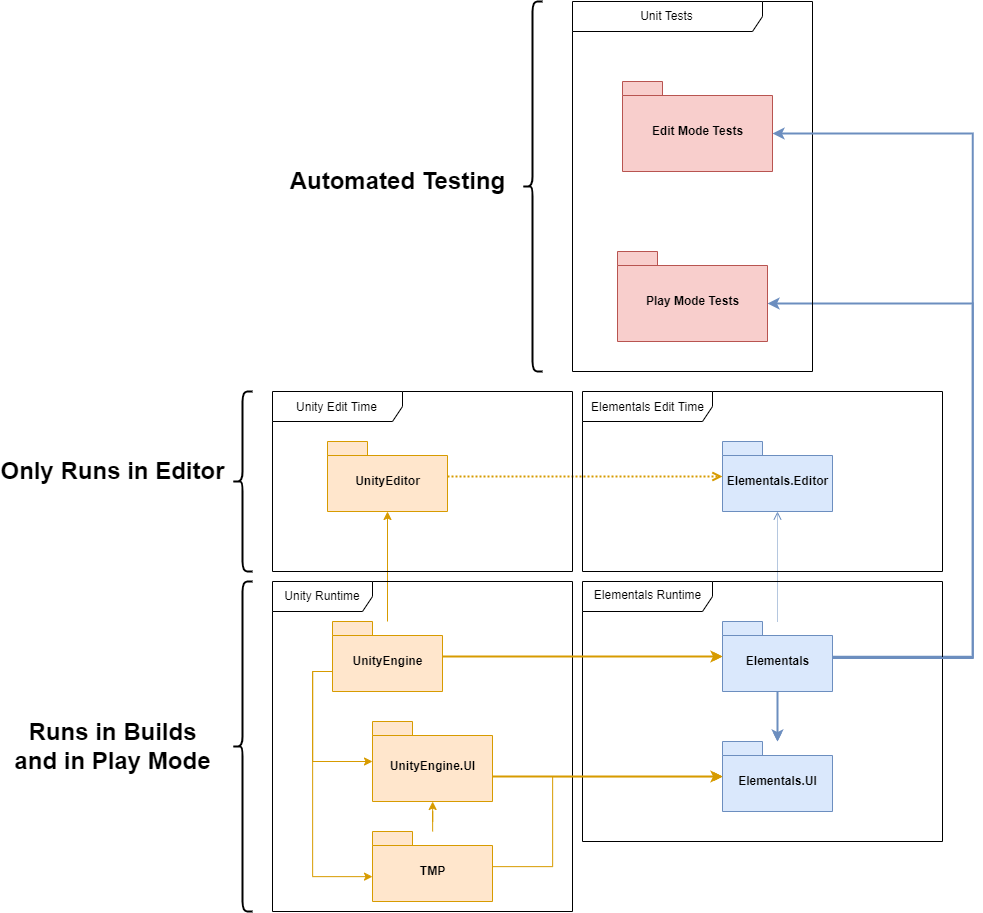 Unit Tests
Edit Mode Tests
Automated Testing
Play Mode Tests
Unity Edit Time
Elementals Edit Time
Only Runs in Editor
UnityEditor
Elementals.Editor
Unity Runtime
Elementals Runtime
UnityEngine
Elementals
Runs in Builds
and in Play Mode
UnityEngine.UI
Elementals.UI
TMP